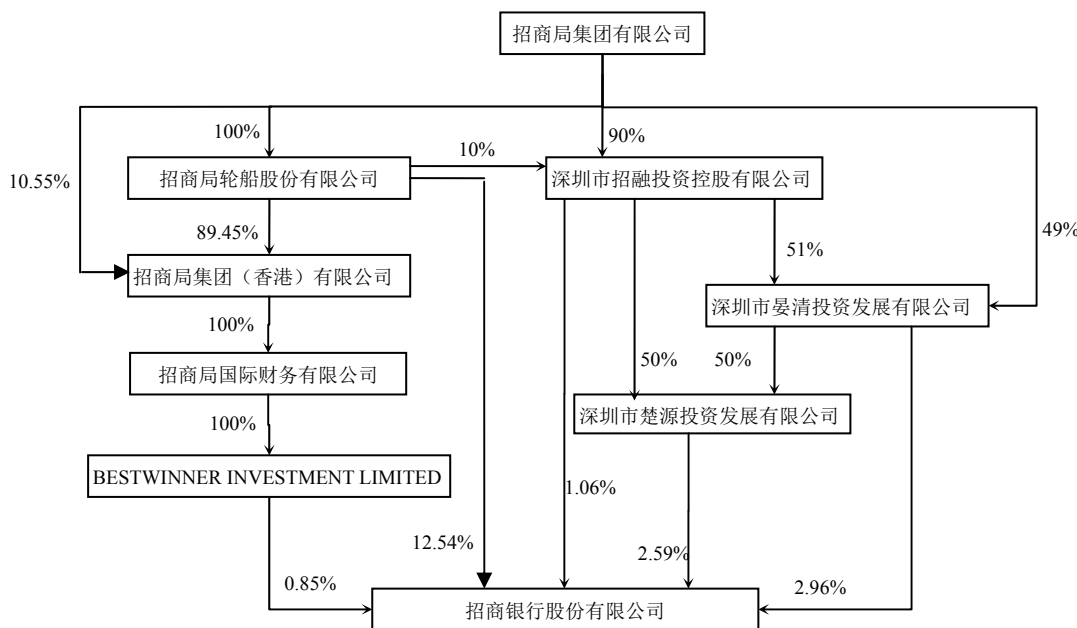 招商局集团有限公司
100%
90%
10%
10.55%
招商局轮船股份有限公司
深圳市招融投资控股有限公司
89.45%
51%
49%
招商局集团（香港）有限公司
深圳市晏清投资发展有限公司
100%
50%
50%
招商局国际财务有限公司
深圳市楚源投资发展有限公司
100%
BESTWINNER INVESTMENT LIMITED
1.06%
12.54%
2.59%
0.85%
2.96%
招商银行股份有限公司